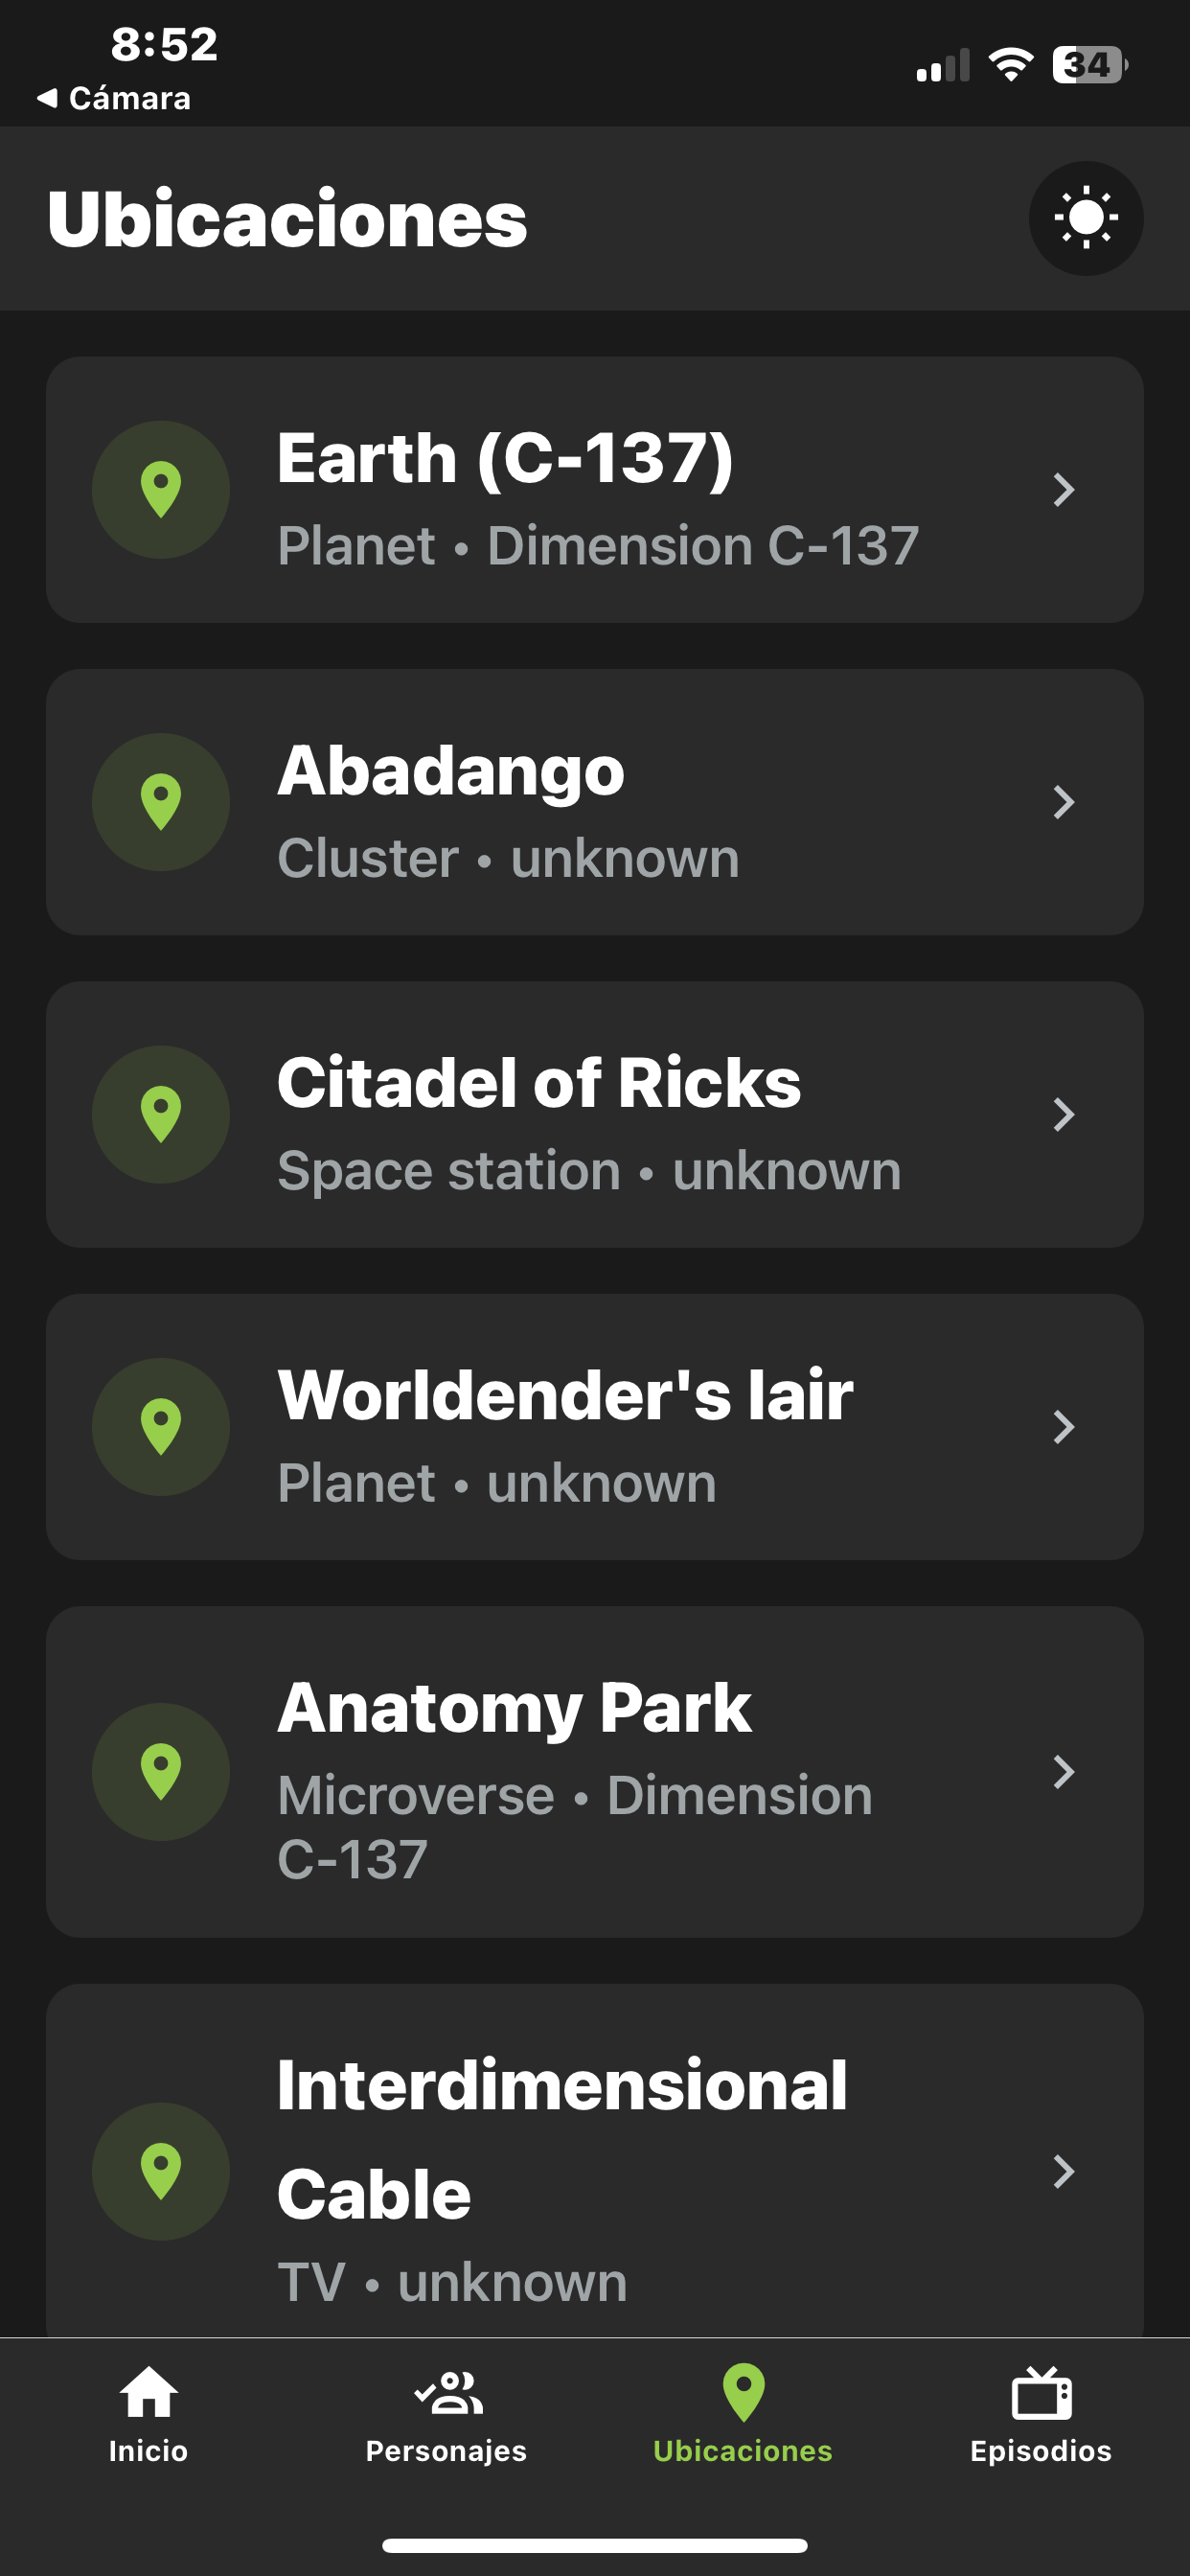 8:52
34
Cámara
Ubicaciones
Earth (C-137)
Planet • Dimension C-137
Abadango
Cluster • unknown
Citadel of Ricks
Space station • unknown
Worldender's lair
Planet • unknown
Anatomy Park
Microverse • Dimension
C-137
Interdimensional
Cable
TV • unknown
Inicio
Personajes
Ubicaciones
Episodios